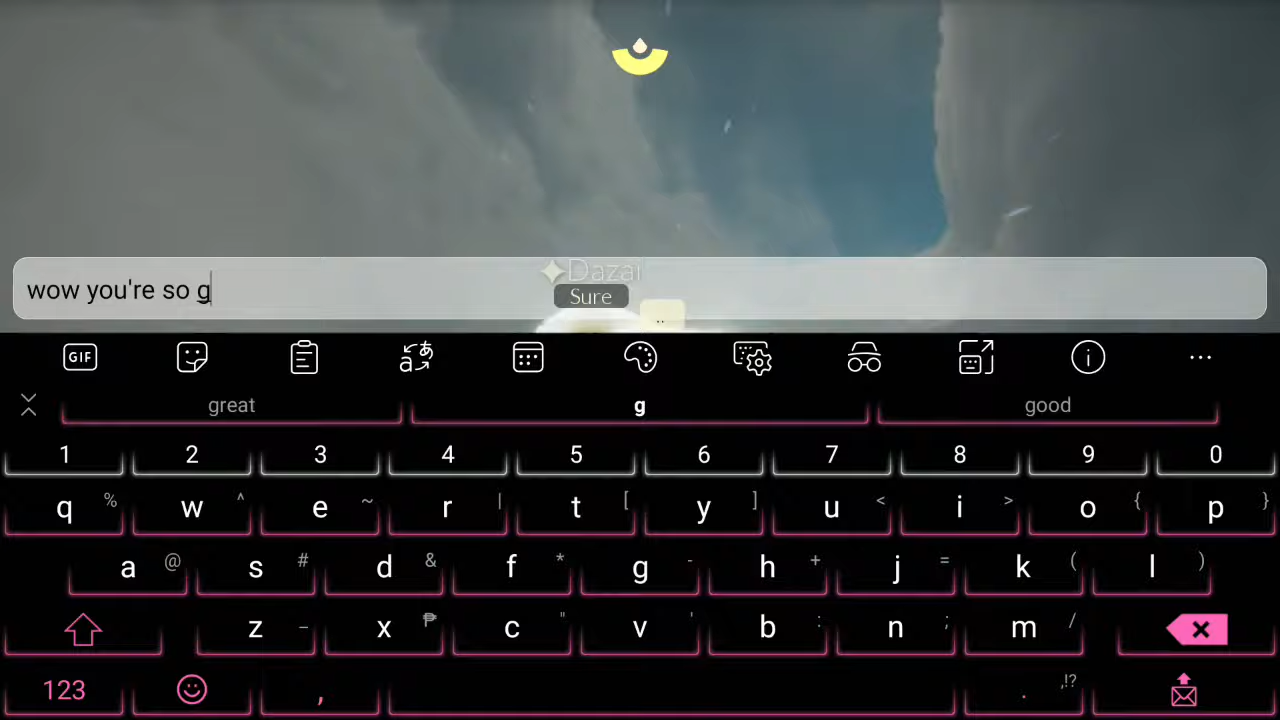 Dazai
wow you're so g
Sure
..
GIF
great g good
1 2 3 4 5 6 7 8 9 0
q % w ^ e ~ r | t [ y ] u < i > o { p }
a @ s # d & f * g - h + j = k ( l )
z _ x ₱ c " v ' b : n ; m /
123 , . ,!?